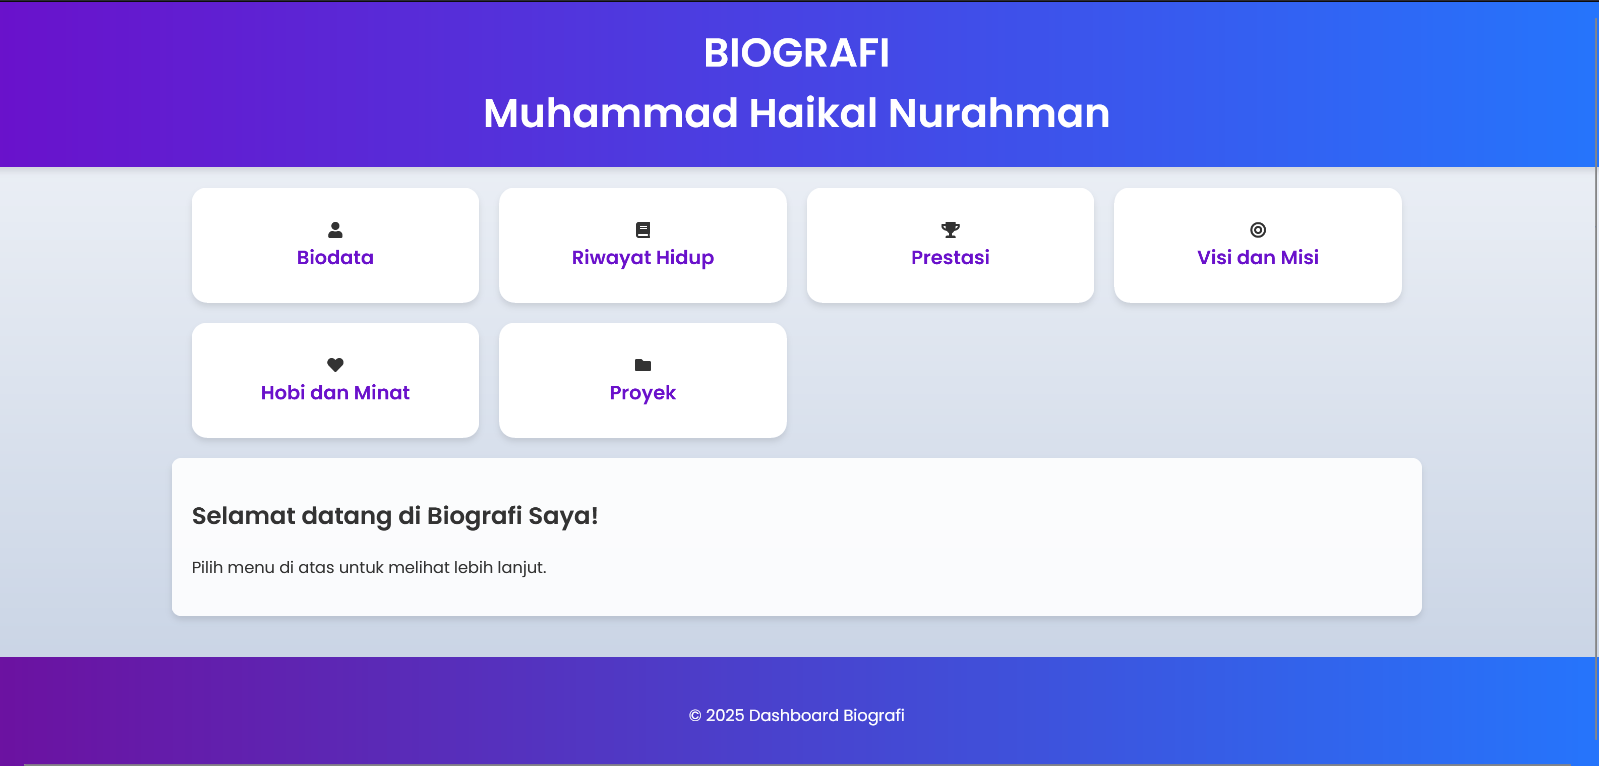 BIOGRAFI
Muhammad Haikal Nurahman
Biodata
Riwayat Hidup
Prestasi
Visi dan Misi
Hobi dan Minat
Proyek
Selamat datang di Biografi Saya!
Pilih menu di atas untuk melihat lebih lanjut.
© 2025 Dashboard Biografi